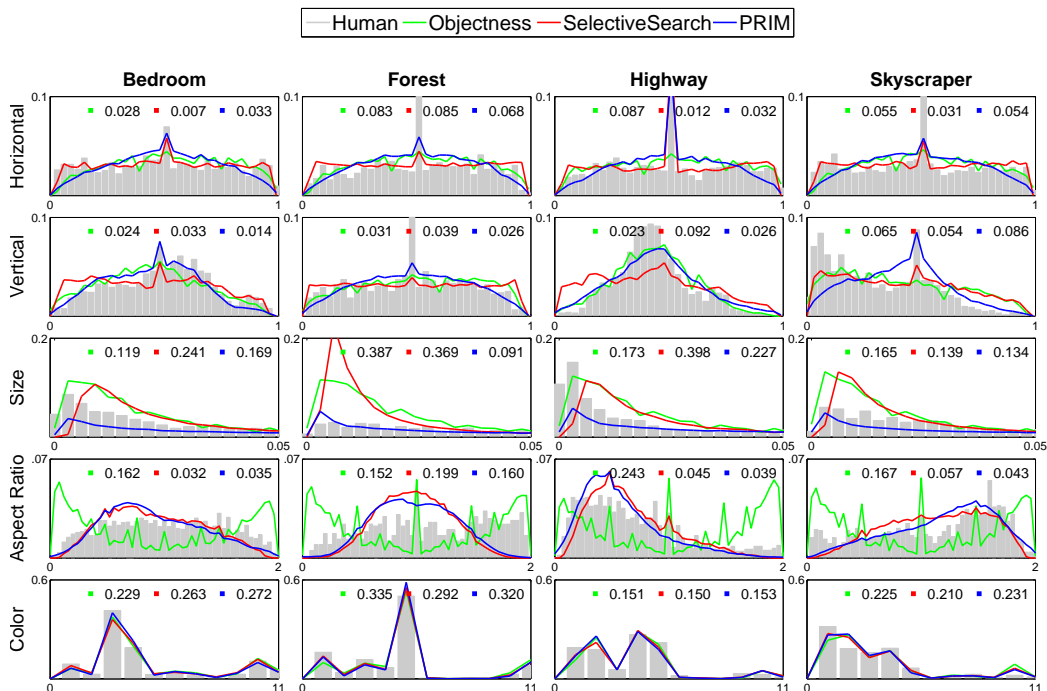 Human Objectness SelectiveSearch PRIM
Bedroom Forest Highway Skyscraper
Horizontal
0.1 0.028 0.007 0.033
0.1 0.083 0.085 0.068
0.1 0.087 0.012 0.032
0.1 0.055 0.031 0.054
0 1 0 1 0 1 0 1
Vertical
0.1 0.024 0.033 0.014
0.1 0.031 0.039 0.026
0.1 0.023 0.092 0.026
0.1 0.065 0.054 0.086
0 1 0 1 0 1 0 1
Size
0.2 0.119 0.241 0.169
0.2 0.387 0.369 0.091
0.2 0.173 0.398 0.227
0.2 0.165 0.139 0.134
0 0.05 0 0.05 0 0.05 0 0.05
Aspect Ratio
.07 0.162 0.032 0.035
.07 0.152 0.199 0.160
.07 0.243 0.045 0.039
.07 0.167 0.057 0.043
0 2 0 2 0 2 0 2
Color
0.6 0.229 0.263 0.272
0.6 0.335 0.292 0.320
0.6 0.151 0.150 0.153
0.6 0.225 0.210 0.231
0 11 0 11 0 11 0 11